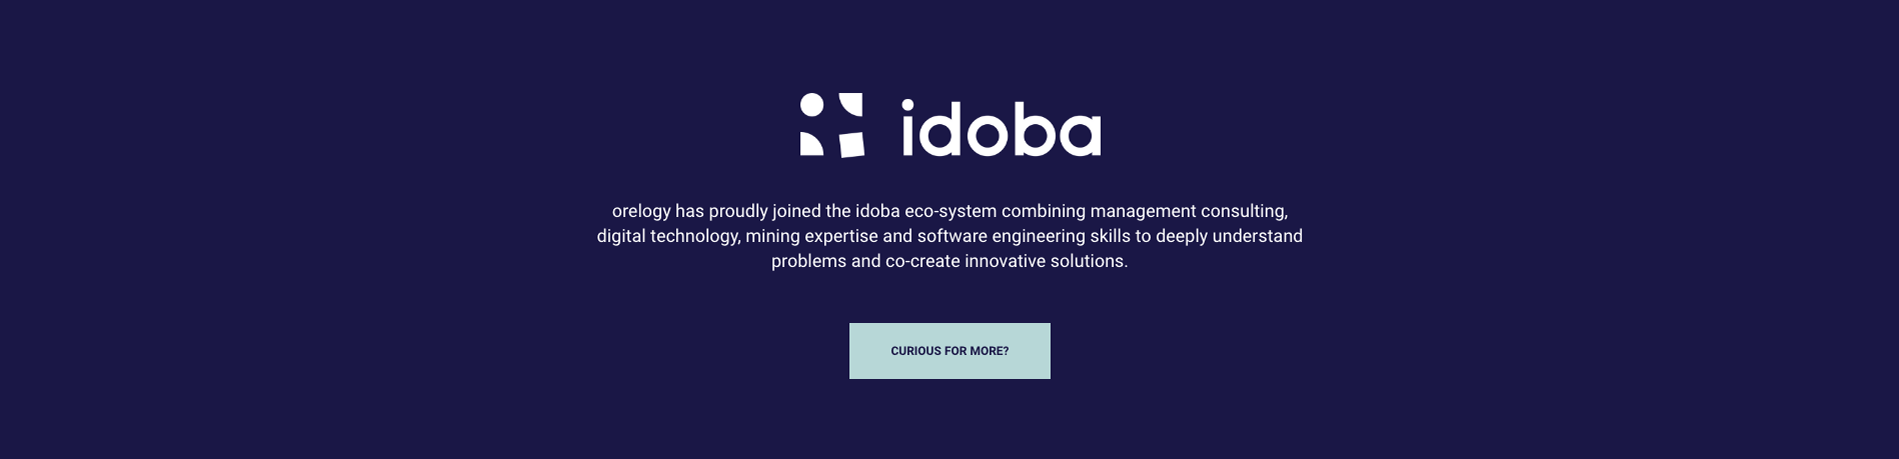 idoba
orelogy has proudly joined the idoba eco-system combining management consulting,
digital technology, mining expertise and software engineering skills to deeply understand
problems and co-create innovative solutions.
CURIOUS FOR MORE?